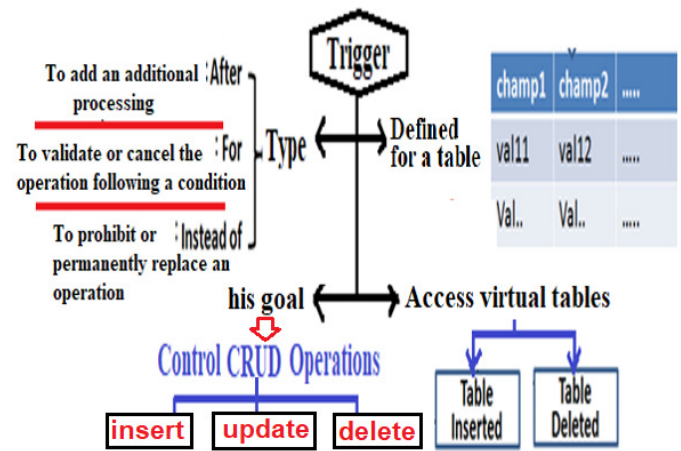 Trigger
To add an additional :After
processing
To validate or cancel the : For
operation following a condition
To prohibit or : Instead of
permanently replace an
operation
Type
Defined
for a table
champ1 champ2 .....
val11 val12 .....
Val.. Val.. .....
his goal
Access virtual tables
Control CRUD Operations
insert update delete
Table
Inserted
Table
Deleted